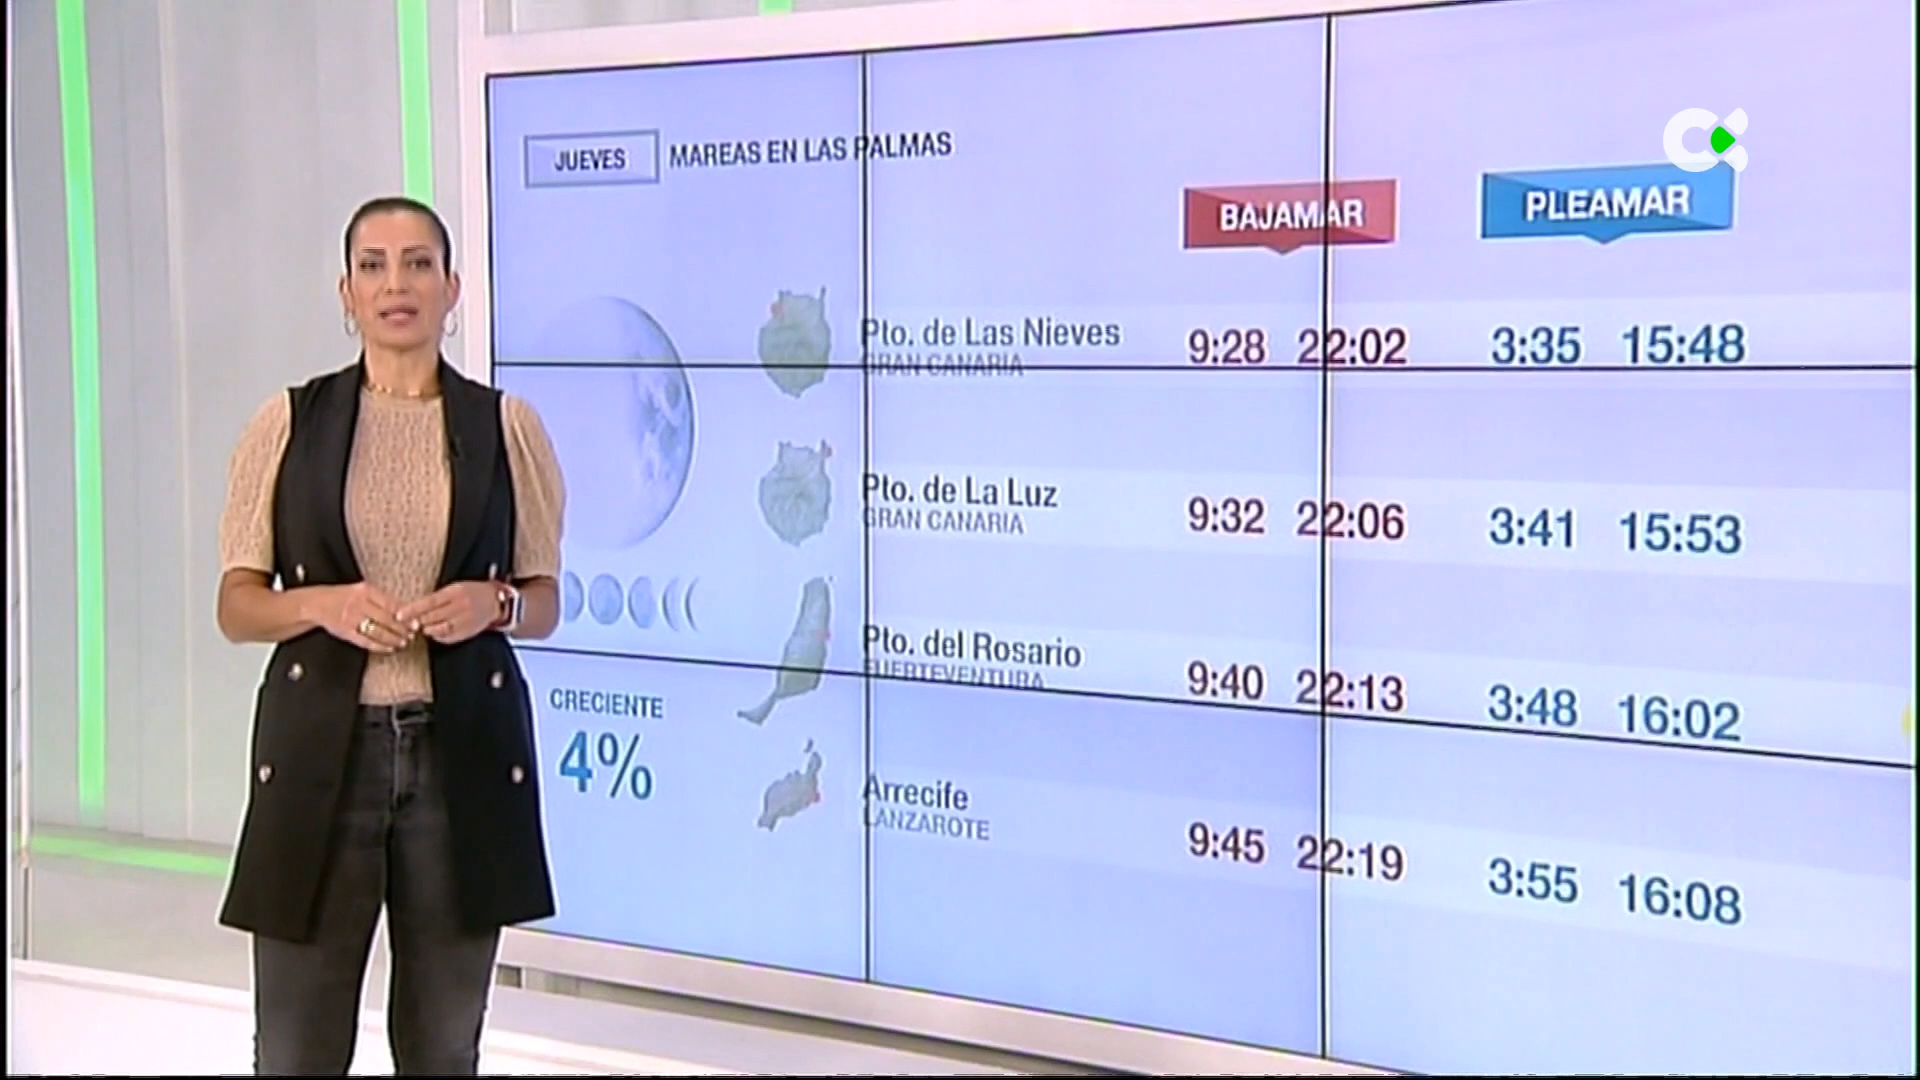 JUEVES MAREAS EN LAS PALMAS
BAJAMAR PLEAMAR
Pto. de Las Nieves 9:28 22:02 3:35 15:48
GRAN CANARIA
Pto. de La Luz 9:32 22:06 3:41 15:53
GRAN CANARIA
Pto. del Rosario 9:40 22:13 3:48 16:02
FUERTEVENTURA
CRECIENTE
4%
Arrecife 9:45 22:19 3:55 16:08
LANZAROTE